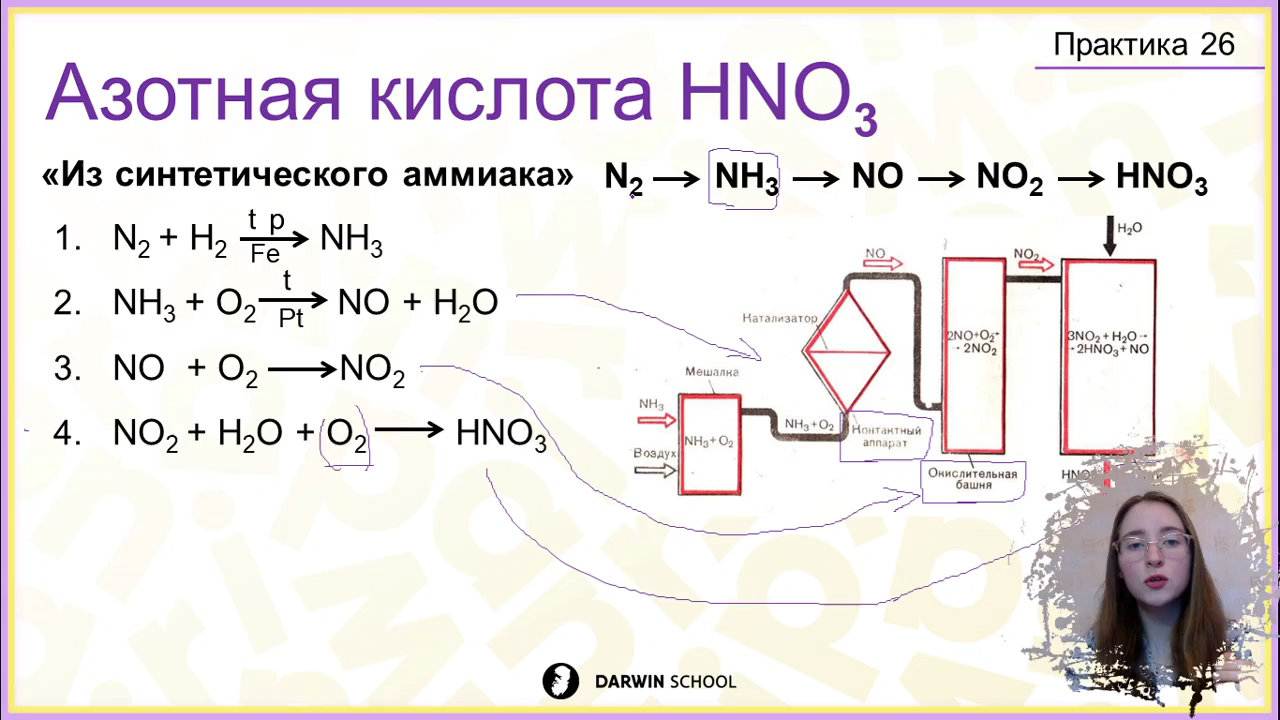 Практика 26
Азотная кислота HNO₃
«Из синтетического аммиака»
N₂ → NH₃ → NO → NO₂ → HNO₃
1. N₂ + H₂ t p → Fe NH₃
2. NH₃ + O₂ t → Pt NO + H₂O
3. NO + O₂ → NO₂
4. NO₂ + H₂O + O₂ → HNO₃
H₂O
NO
NO₂
Натализатор
2NO+O₂→
→2NO₂
3NO₂+H₂O→
→2HNO₃+NO
Мешалка
NH₃
NH₃+O₂
NH₃+O₂
Контактный
аппарат
Воздух
Окислительная
башня
HNO
DARWIN SCHOOL